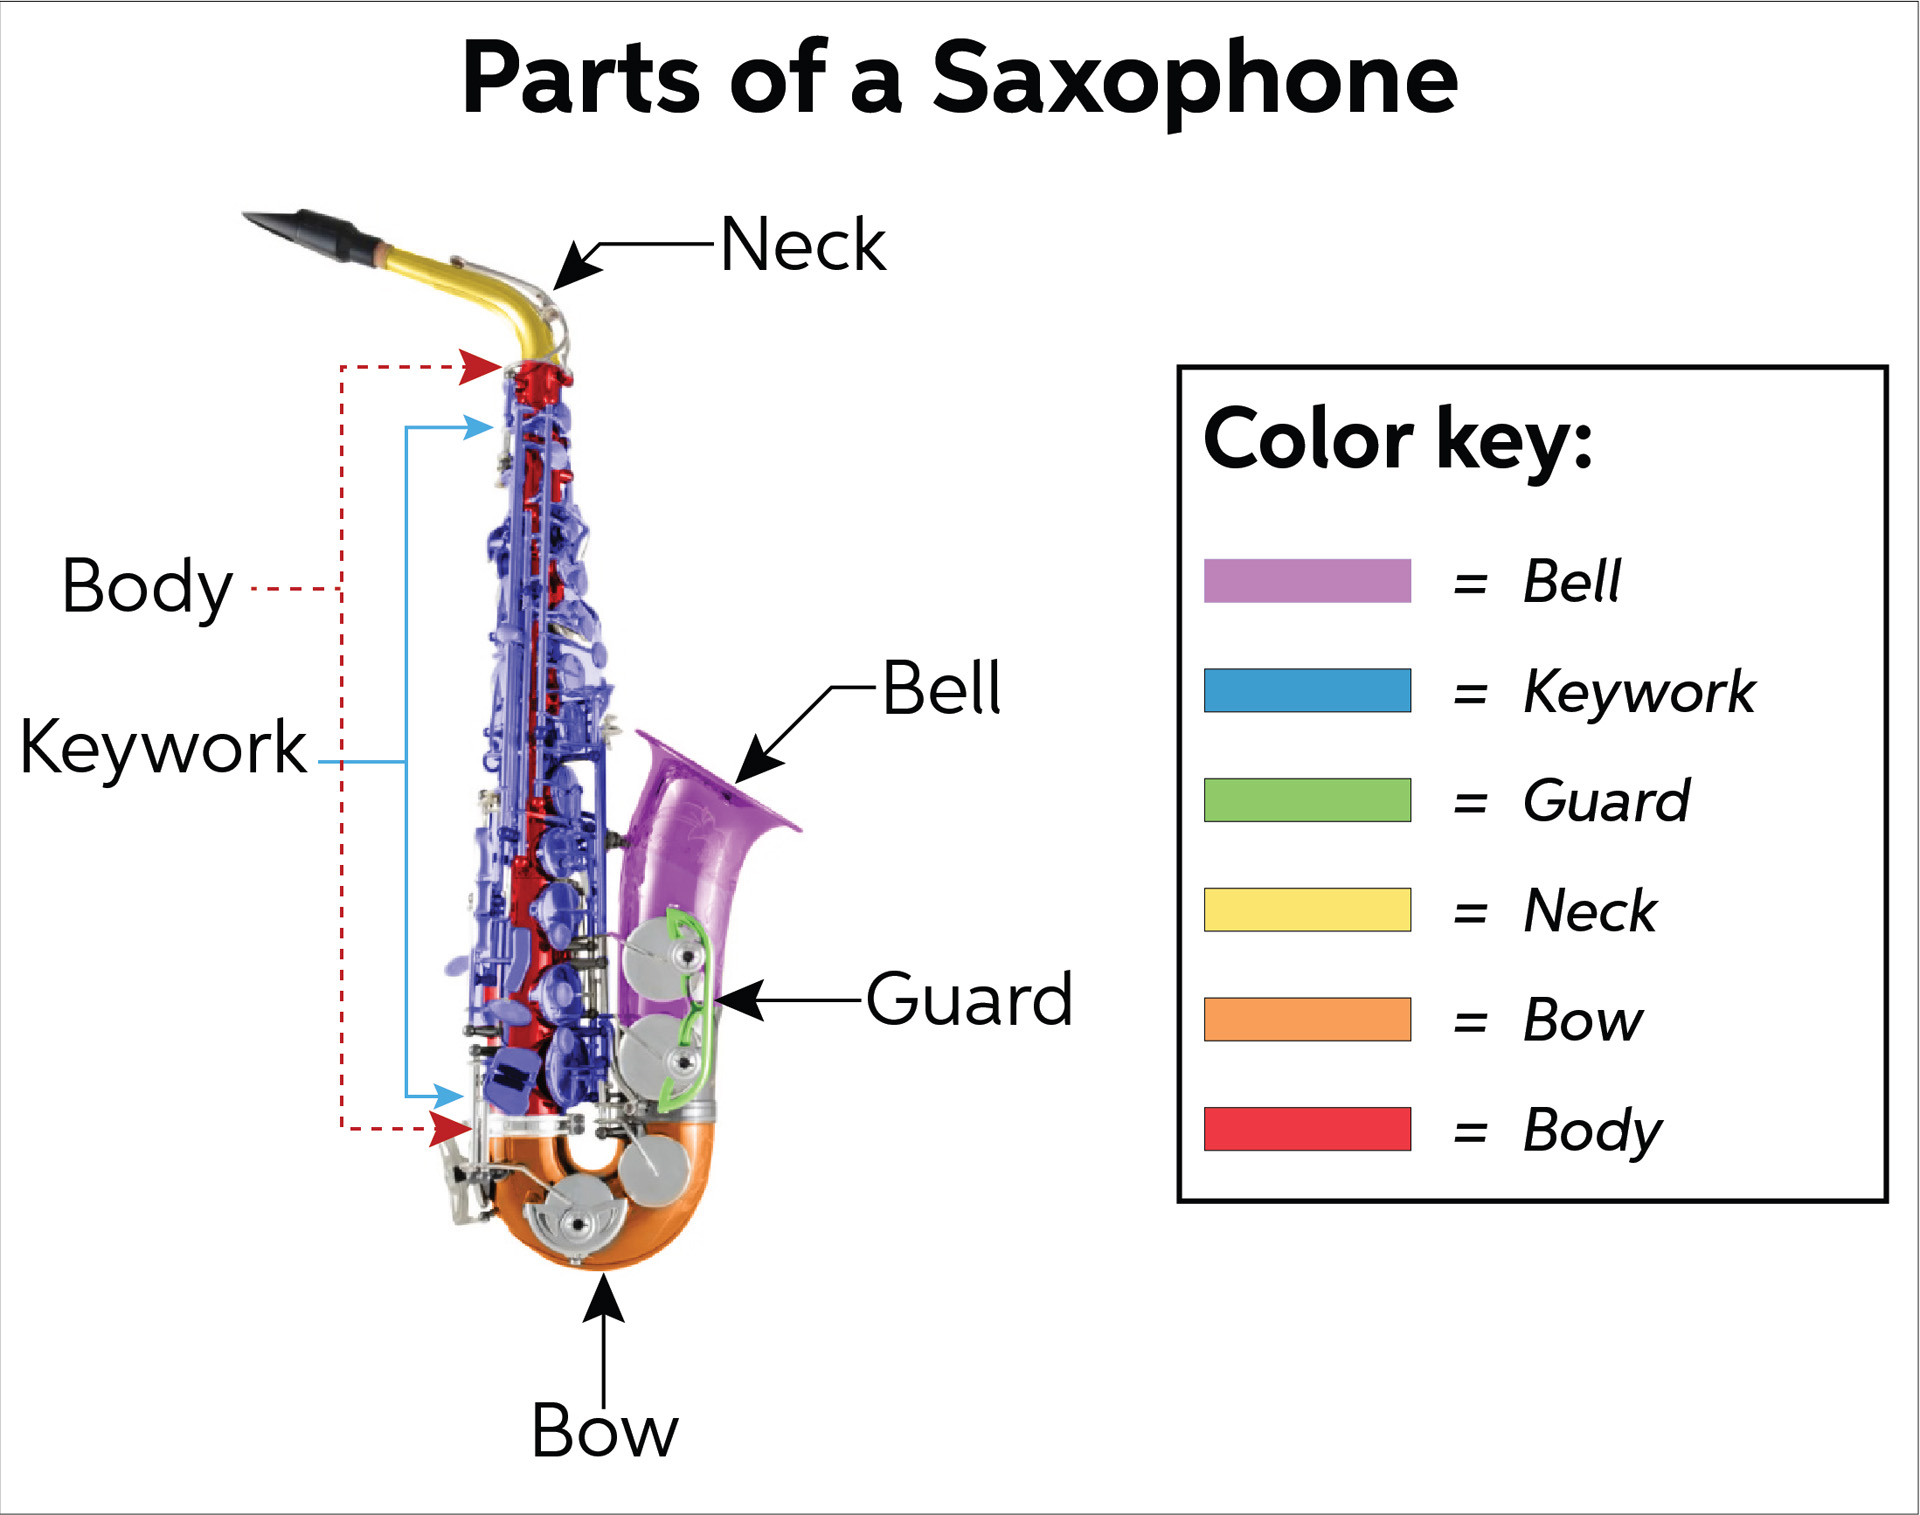 Parts of a Saxophone
Neck
Body
Keywork
Bell
Guard
Bow
Color key:
= Bell
= Keywork
= Guard
= Neck
= Bow
= Body